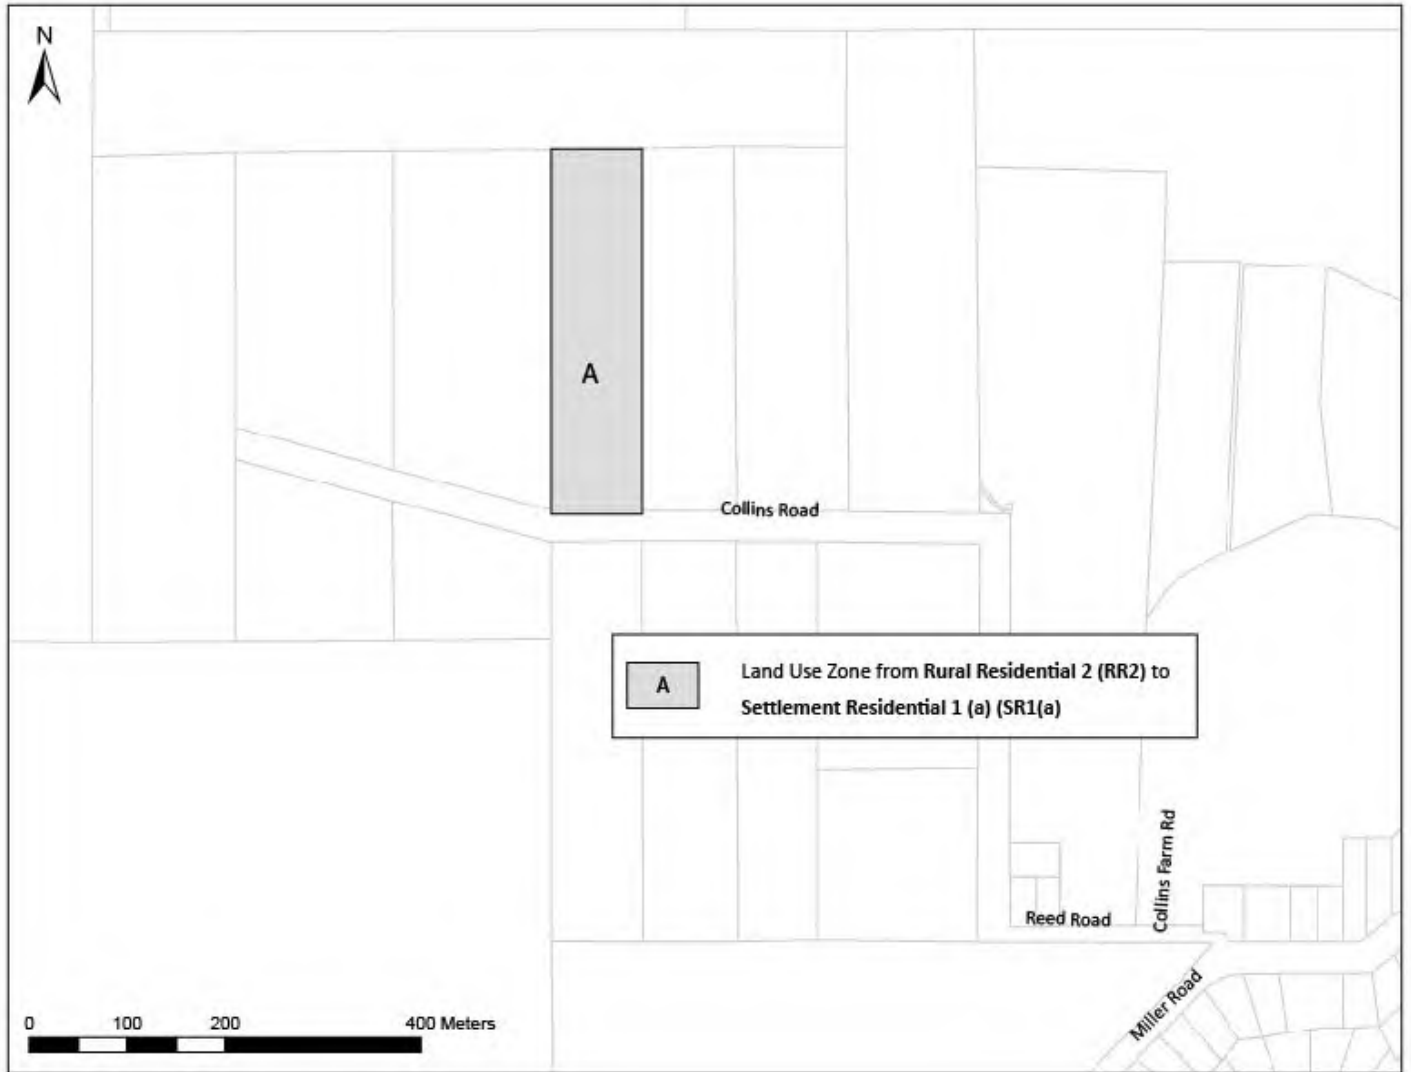 N
A
Collins Road
A
Land Use Zone from Rural Residential 2 (RR2) to
Settlement Residential 1 (a) (SR1(a)
Collins Farm Rd
Reed Road
Miller Road
0 100 200 400 Meters